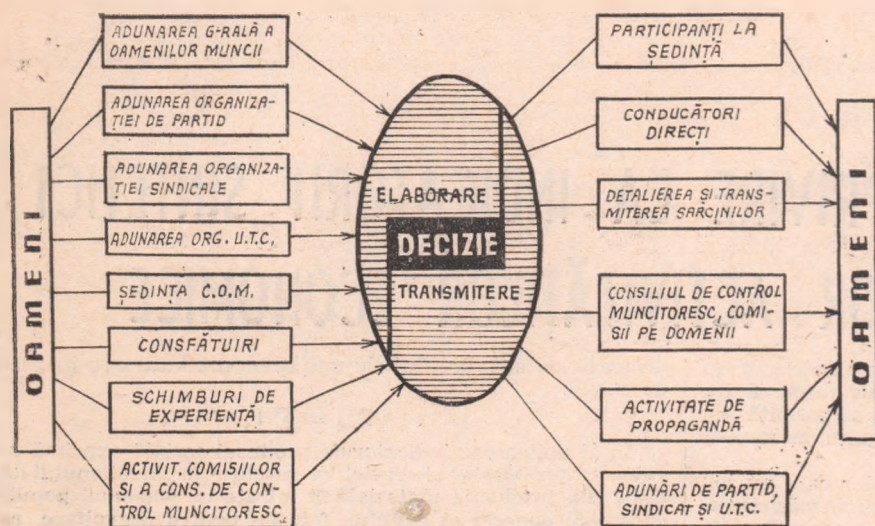 OAMENI
ADUNAREA G-RALĂ A
OAMENILOR MUNCII
ADUNAREA ORGANIZA-
ȚIEI DE PARTID
ADUNAREA ORGANIZA-
ȚIEI SINDICALE
ADUNAREA ORG. U.T.C.
ȘEDINȚA C.O.M.
CONSFĂTUIRI
SCHIMBURI DE
EXPERIENȚĂ
ACTIVIT. COMISIILOR
ȘI A CONS. DE CON-
TROL MUNCITORESC
ELABORARE
DECIZIE
TRANSMITERE
PARTICIPANȚI LA
ȘEDINȚĂ
CONDUCĂTORI
DIRECȚI
DETALIEREA ȘI TRANS-
MITEREA SARCINILOR
CONSILIUL DE CONTROL
MUNCITORESC, COMI-
SII PE DOMENII
ACTIVITATE DE
PROPAGANDĂ
ADUNĂRI DE PARTID,
SINDICAT ȘI U.T.C.
OAMENI